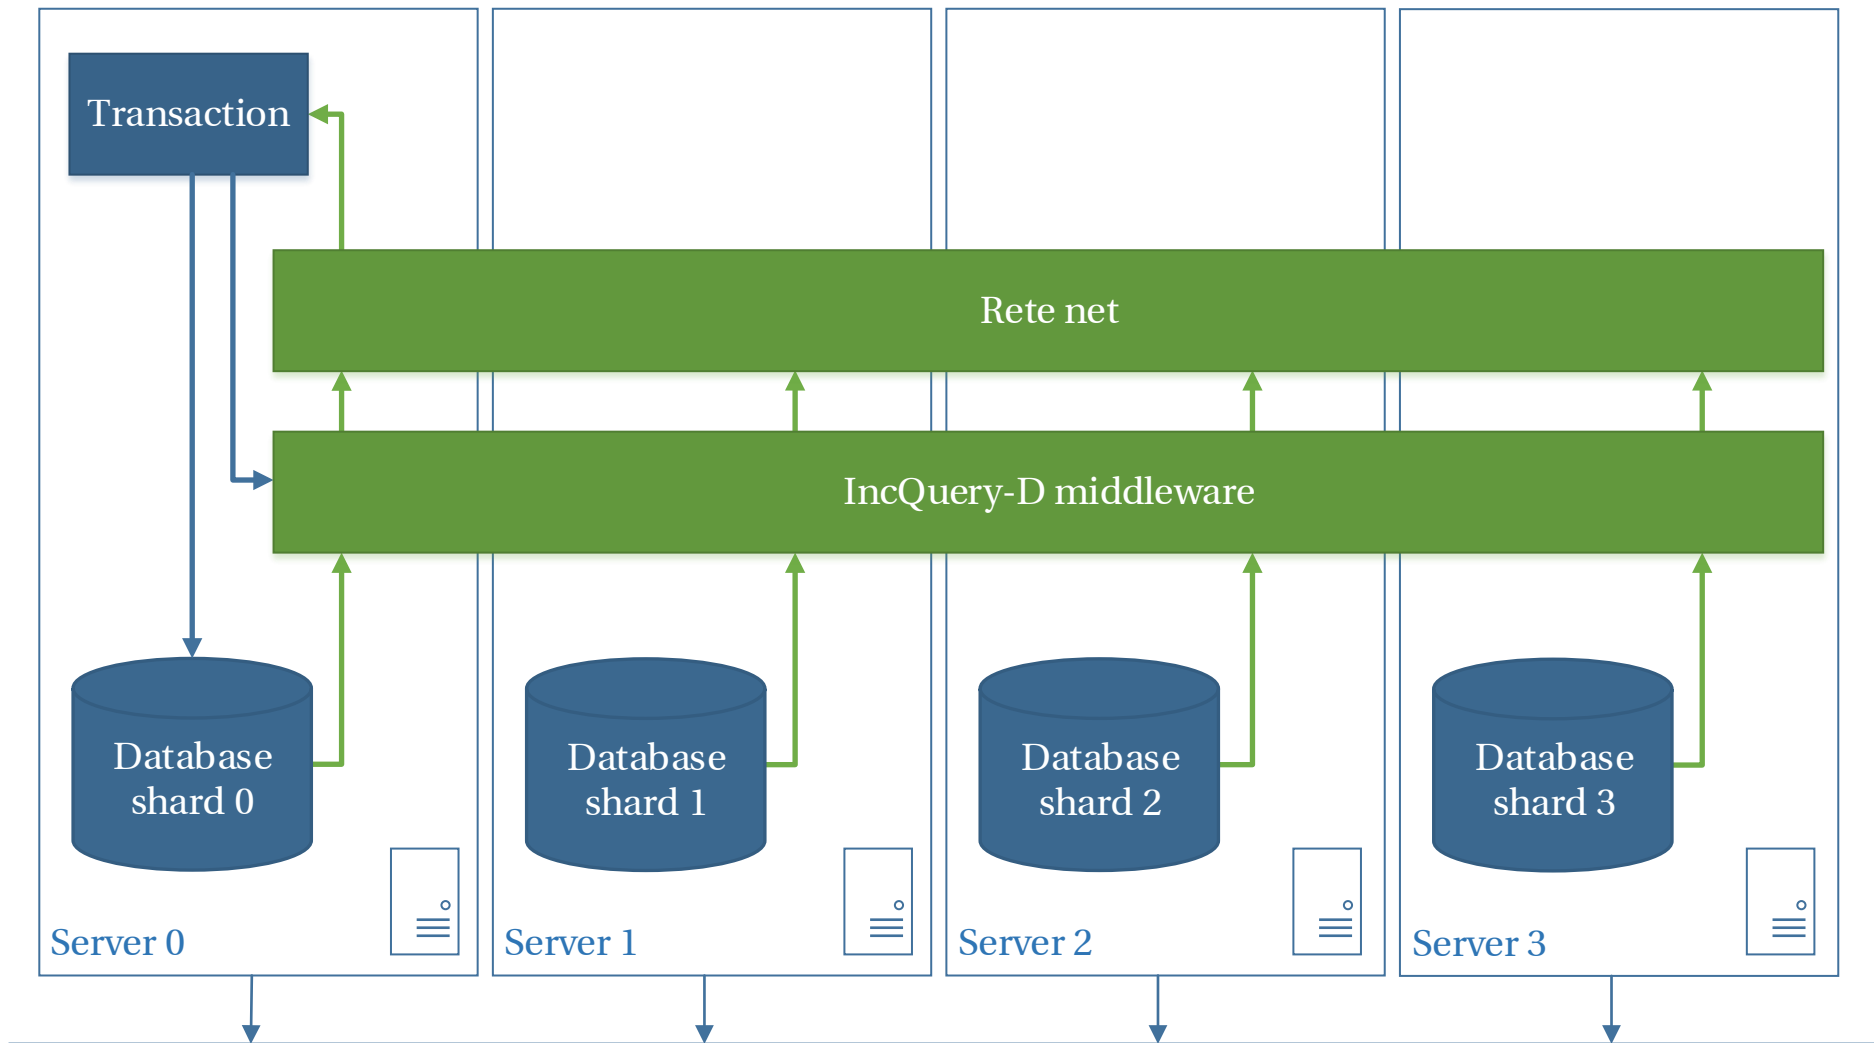 Transaction
Rete net
IncQuery-D middleware
Database
shard 0
Database
shard 1
Database
shard 2
Database
shard 3
Server 0
Server 1
Server 2
Server 3